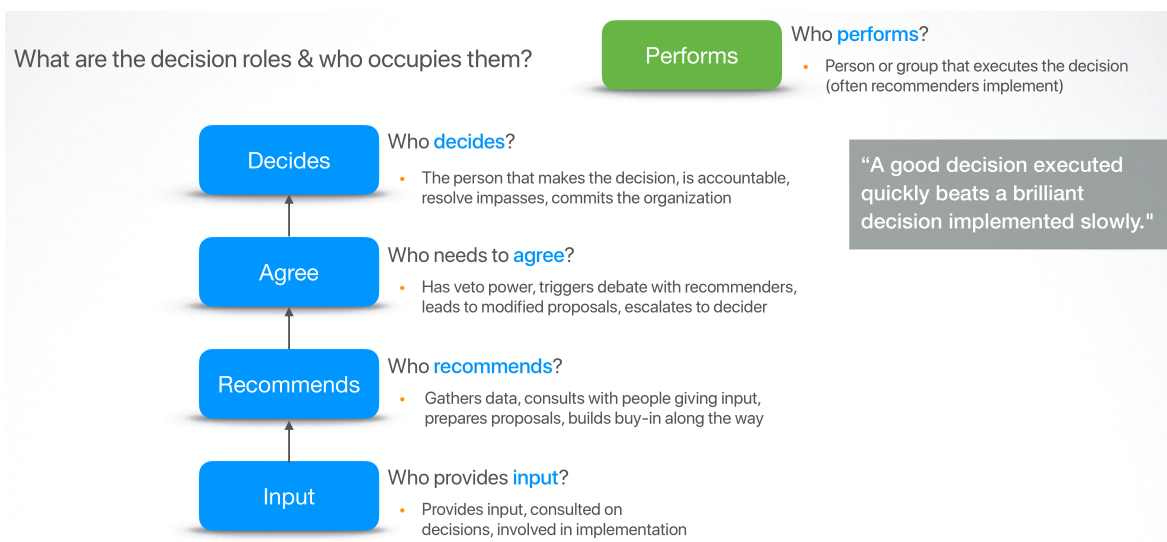 What are the decision roles & who occupies them?
Performs
Who performs?
• Person or group that executes the decision
(often recommenders implement)
Decides
Who decides?
• The person that makes the decision, is accountable,
resolve impasses, commits the organization
“A good decision executed
quickly beats a brilliant
decision implemented slowly."
Agree
Who needs to agree?
• Has veto power, triggers debate with recommenders,
leads to modified proposals, escalates to decider
Recommends
Who recommends?
• Gathers data, consults with people giving input,
prepares proposals, builds buy-in along the way
Input
Who provides input?
• Provides input, consulted on
decisions, involved in implementation